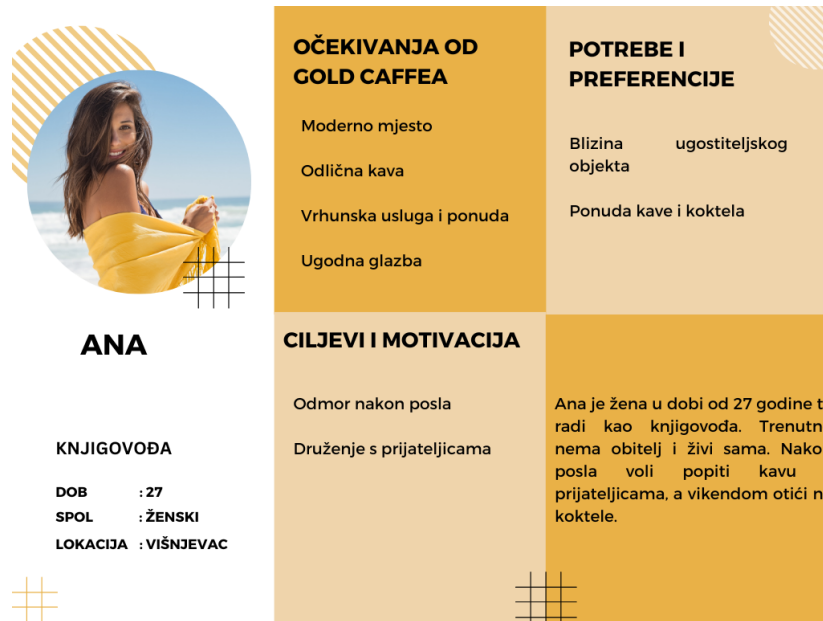 ANA
KNJIGOVOĐA
DOB : 27
SPOL : ŽENSKI
LOKACIJA : VIŠNJEVAC
OČEKIVANJA OD
GOLD CAFFEA
Moderno mjesto
Odlična kava
Vrhunska usluga i ponuda
Ugodna glazba
POTREBE I
PREFERENCIJE
Blizina ugostiteljskog
objekta
Ponuda kave i koktela
CILJEVI I MOTIVACIJA
Odmor nakon posla
Druženje s prijateljicama
Ana je žena u dobi od 27 godine t
radi kao knjigovođa. Trenutn
nema obitelj i živi sama. Nako
posla voli popiti kavu
prijateljicama, a vikendom otići n
koktele.